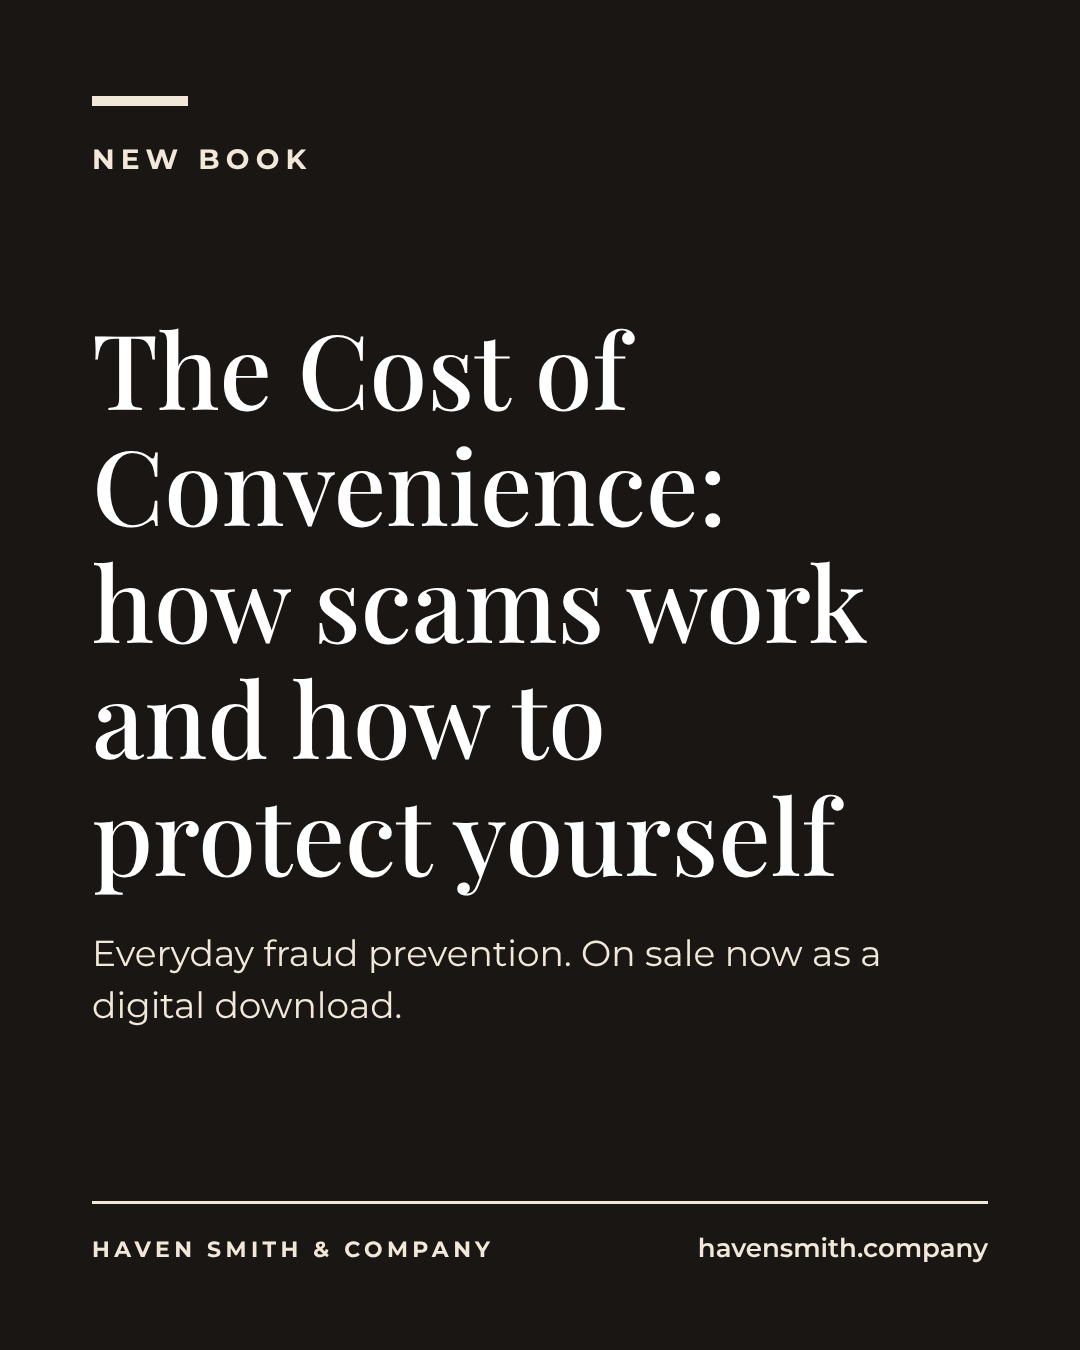 NEW BOOK
The Cost of
Convenience:
how scams work
and how to
protect yourself
Everyday fraud prevention. On sale now as a
digital download.
HAVEN SMITH & COMPANY
havensmith.company